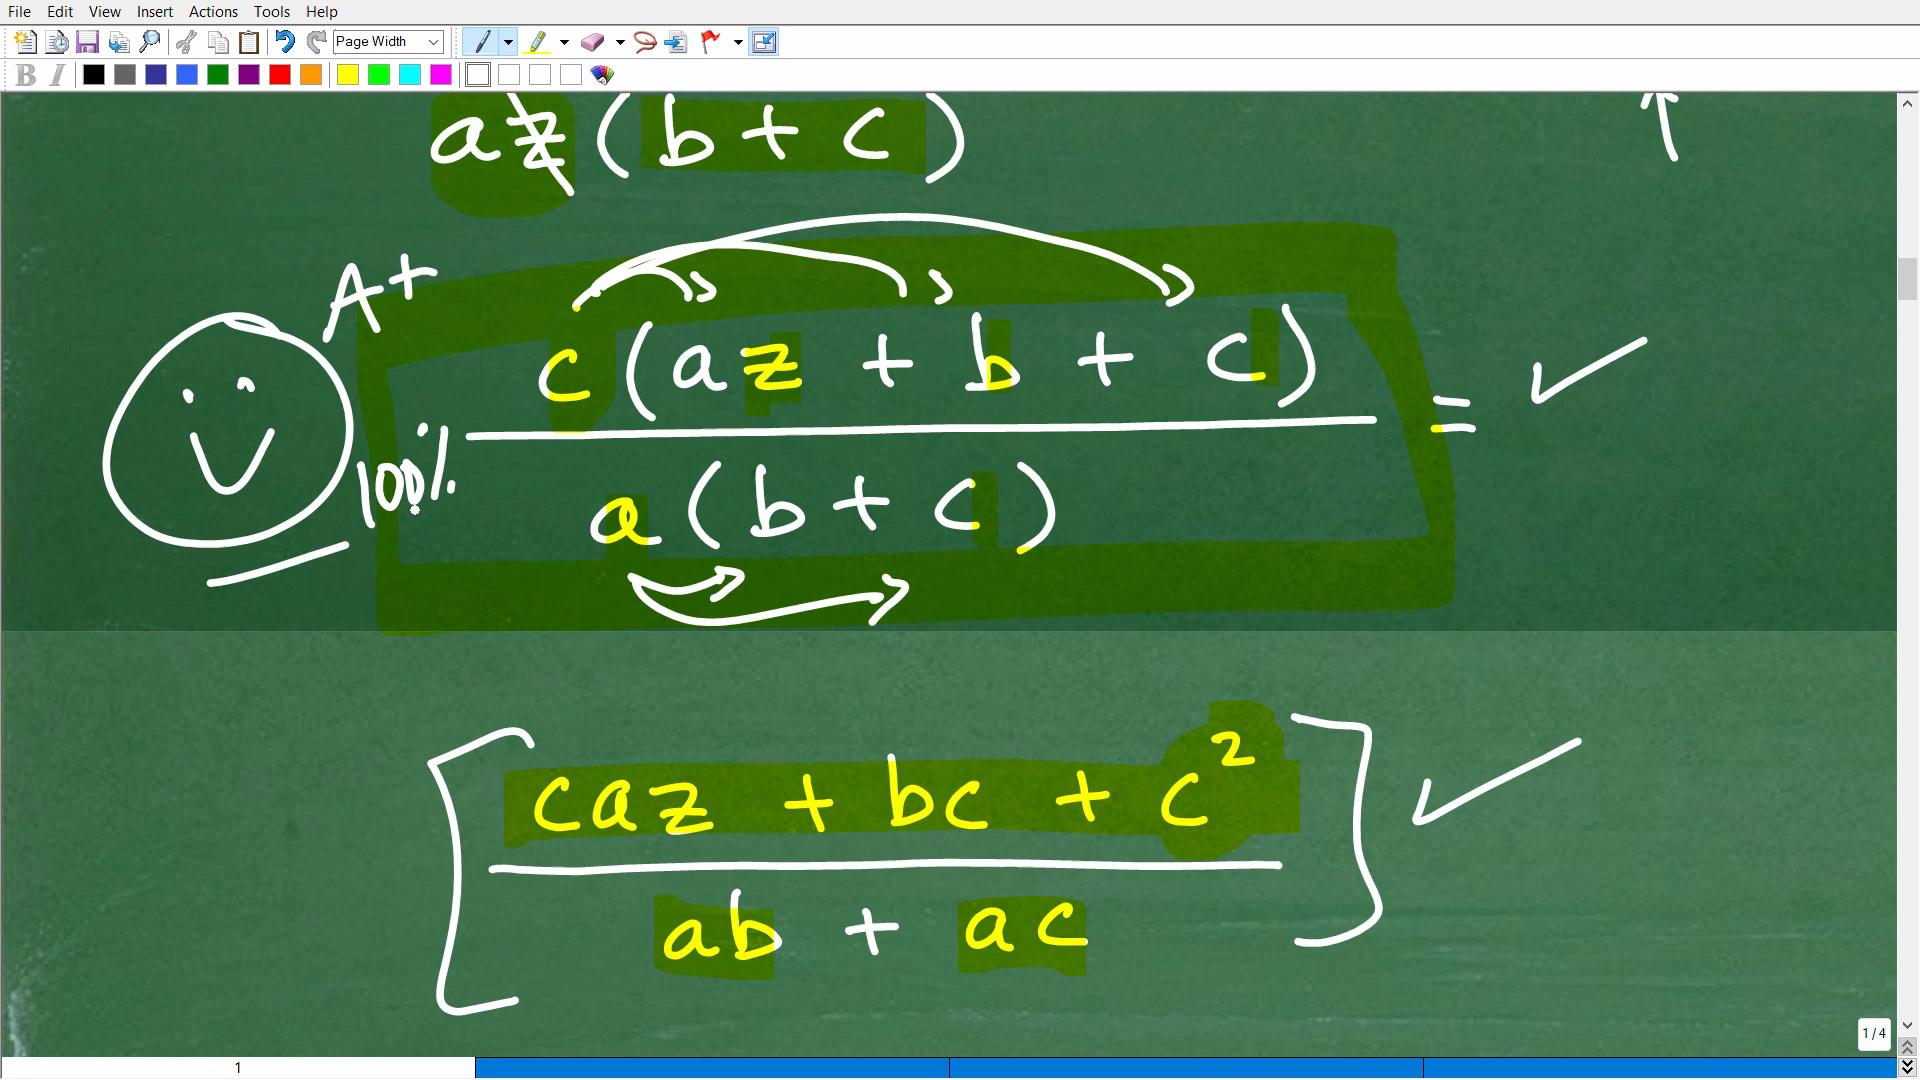 File Edit View Insert Actions Tools Help
Page Width
B I
az(b + c)
A+
c(az + b + c) =
100%
a(b + c)
caz + bc + c²
ab + ac
1 / 4
1